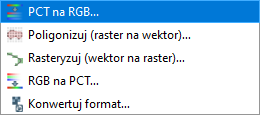 PCT na RGB...
Poligonizuj (raster na wektor)...
Rasteryzuj (wektor na raster)...
RGB na PCT...
Konwertuj format...